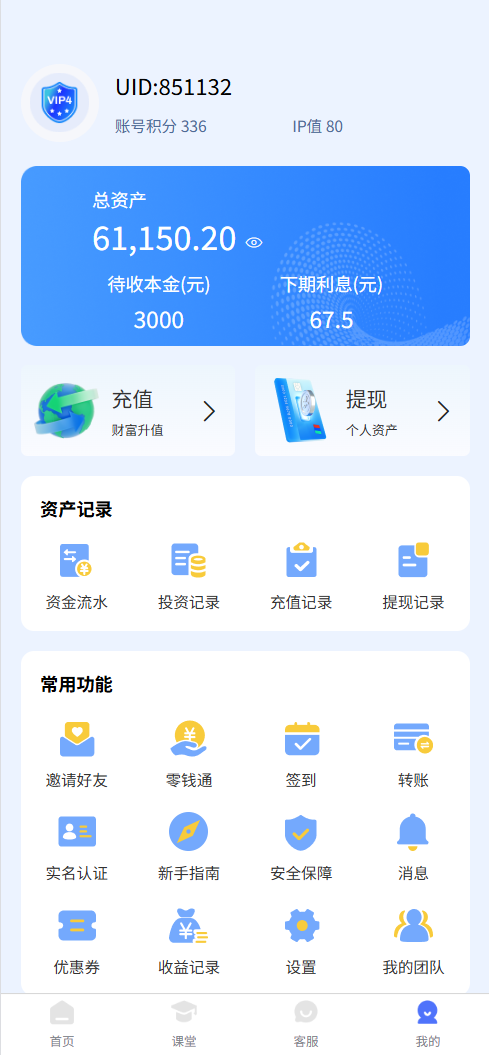 VIP4
UID:851132
账号积分 336 IP值 80
总资产
61,150.20
待收本金(元) 下期利息(元)
3000 67.5
充值 提现
财富升值 个人资产
资产记录
资金流水 投资记录 充值记录 提现记录
常用功能
邀请好友 零钱通 签到 转账
实名认证 新手指南 安全保障 消息
优惠券 收益记录 设置 我的团队
首页 课堂 客服 我的